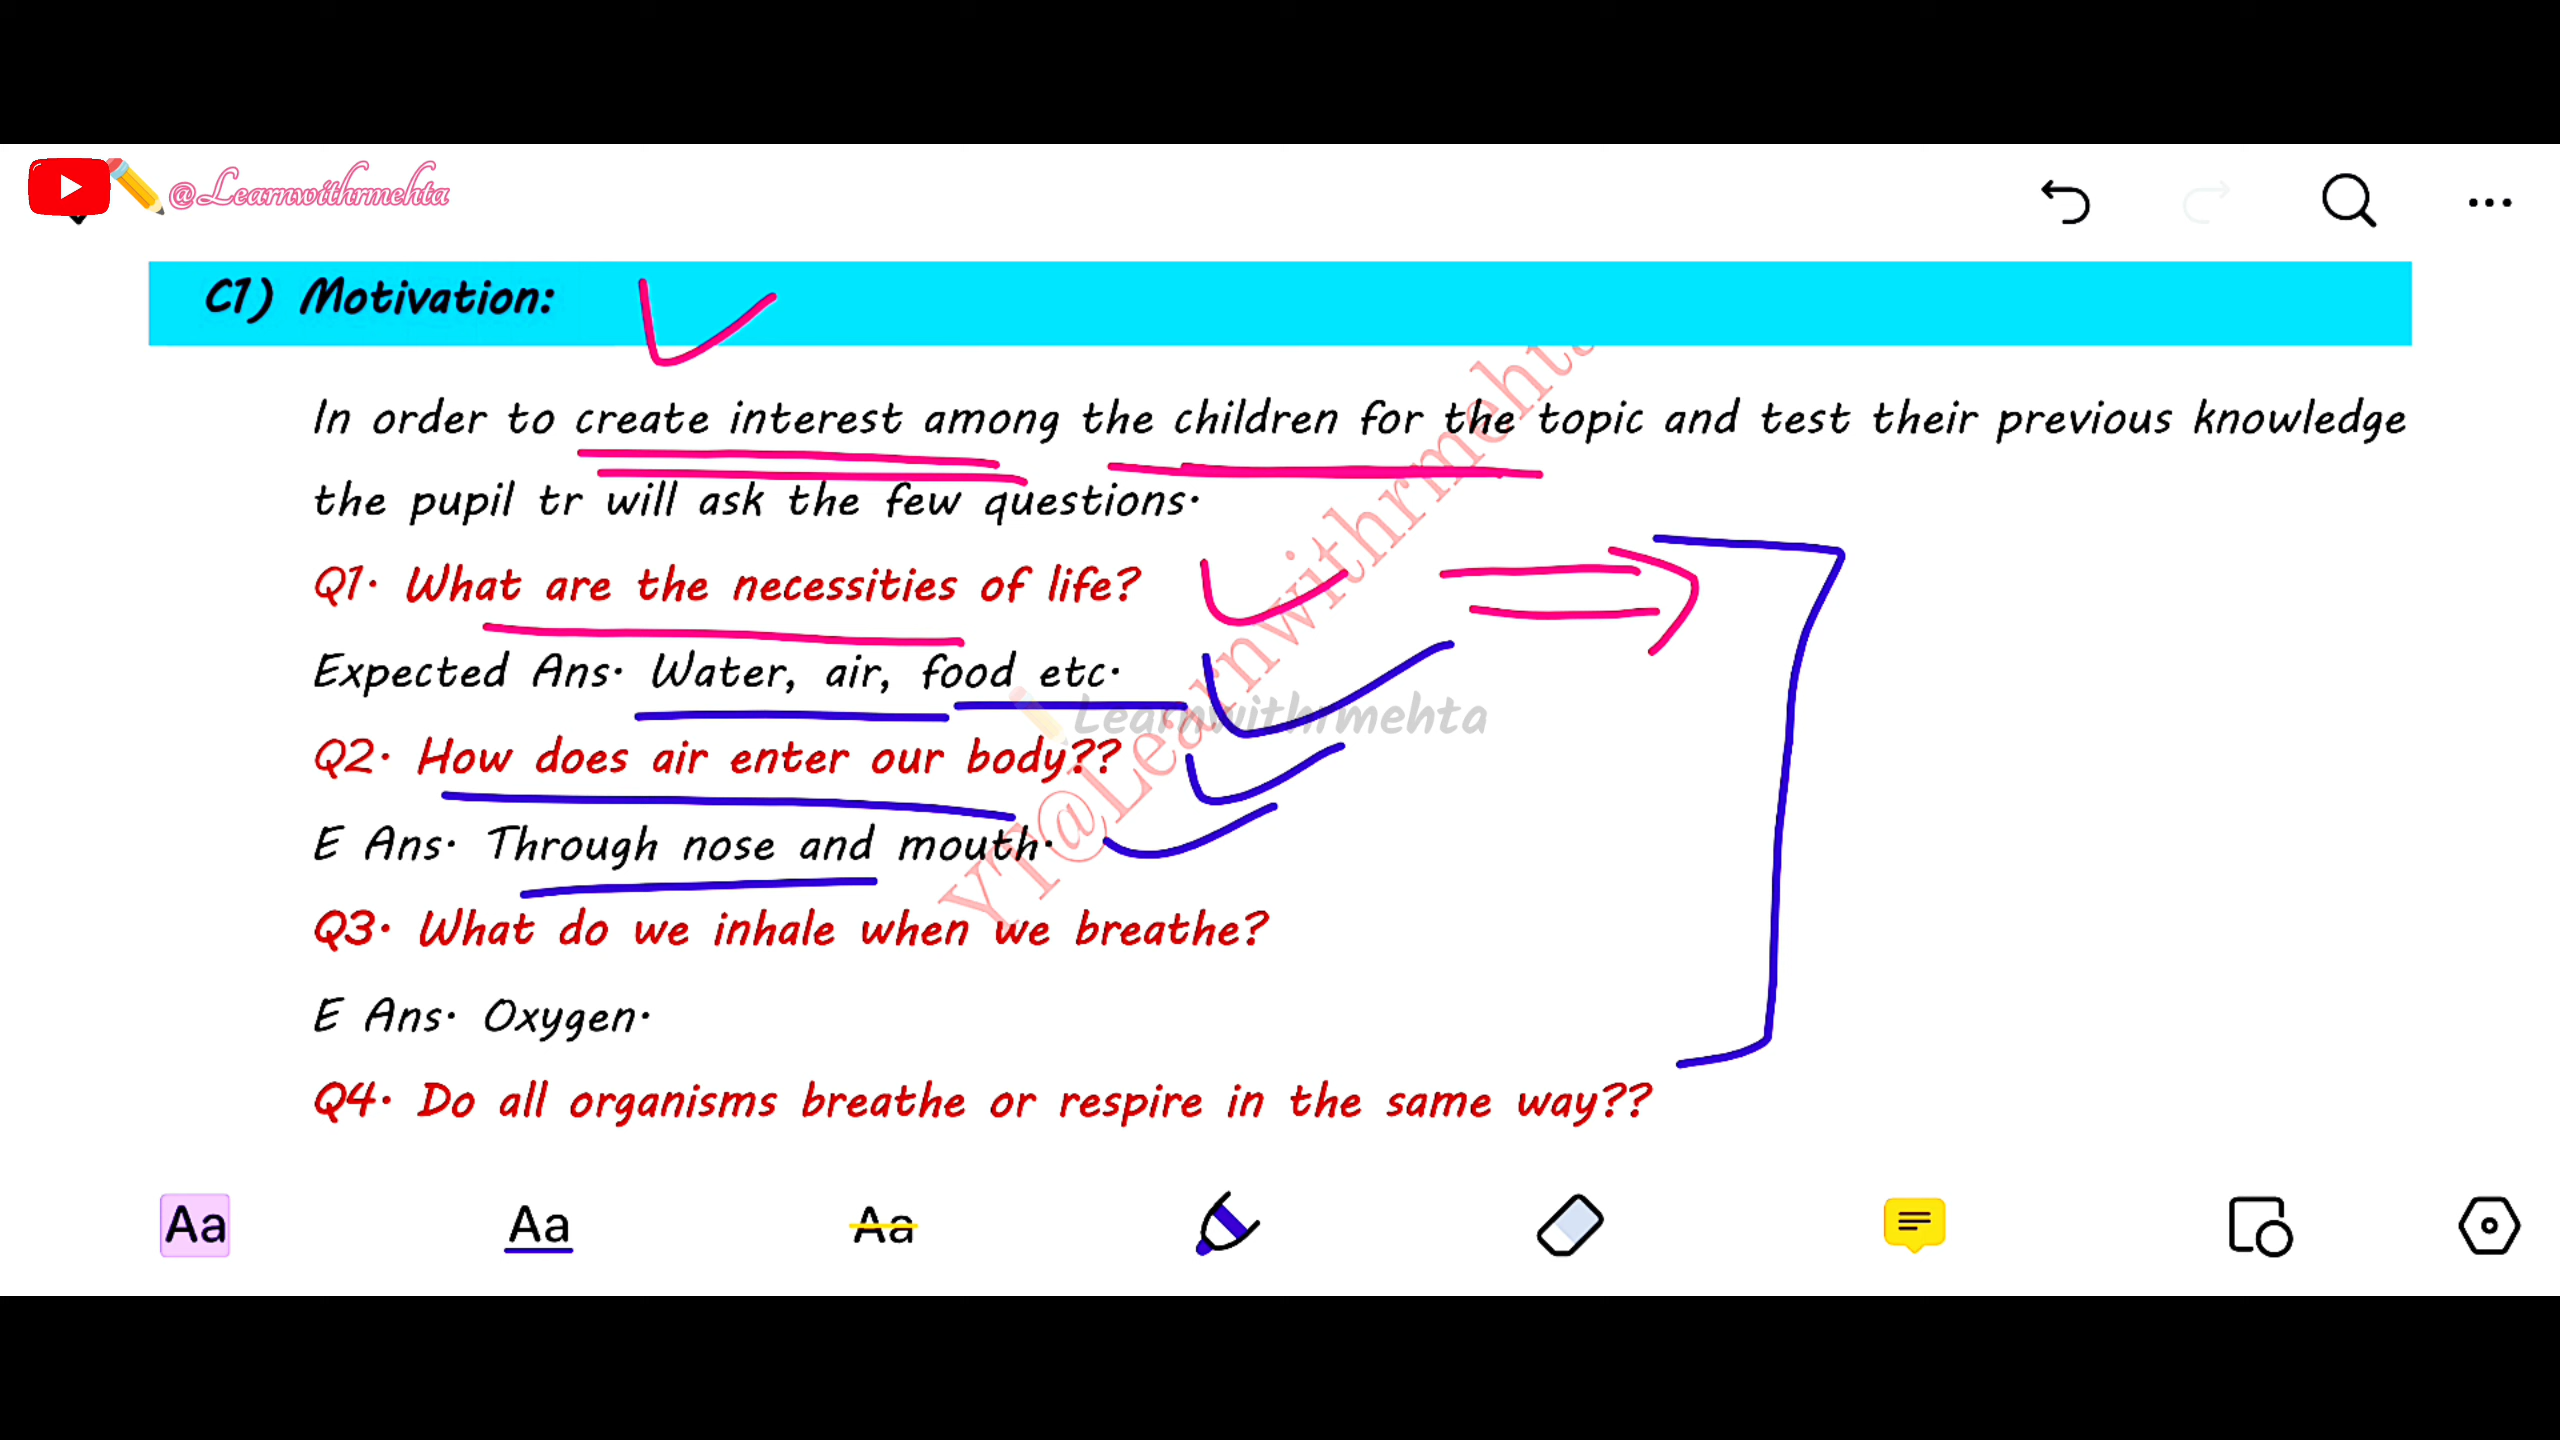 @Learnwithrmehta
C1) Motivation:
In order to create interest among the children for the topic and test their previous knowledge
the pupil tr will ask the few questions.
Q1. What are the necessities of life?
Expected Ans. Water, air, food etc.
Learnwithrmehta
Q2. How does air enter our body??
E Ans. Through nose and mouth.
YT@Learnwithrmehta
Q3. What do we inhale when we breathe?
E Ans. Oxygen.
Q4. Do all organisms breathe or respire in the same way??
Aa Aa Aa